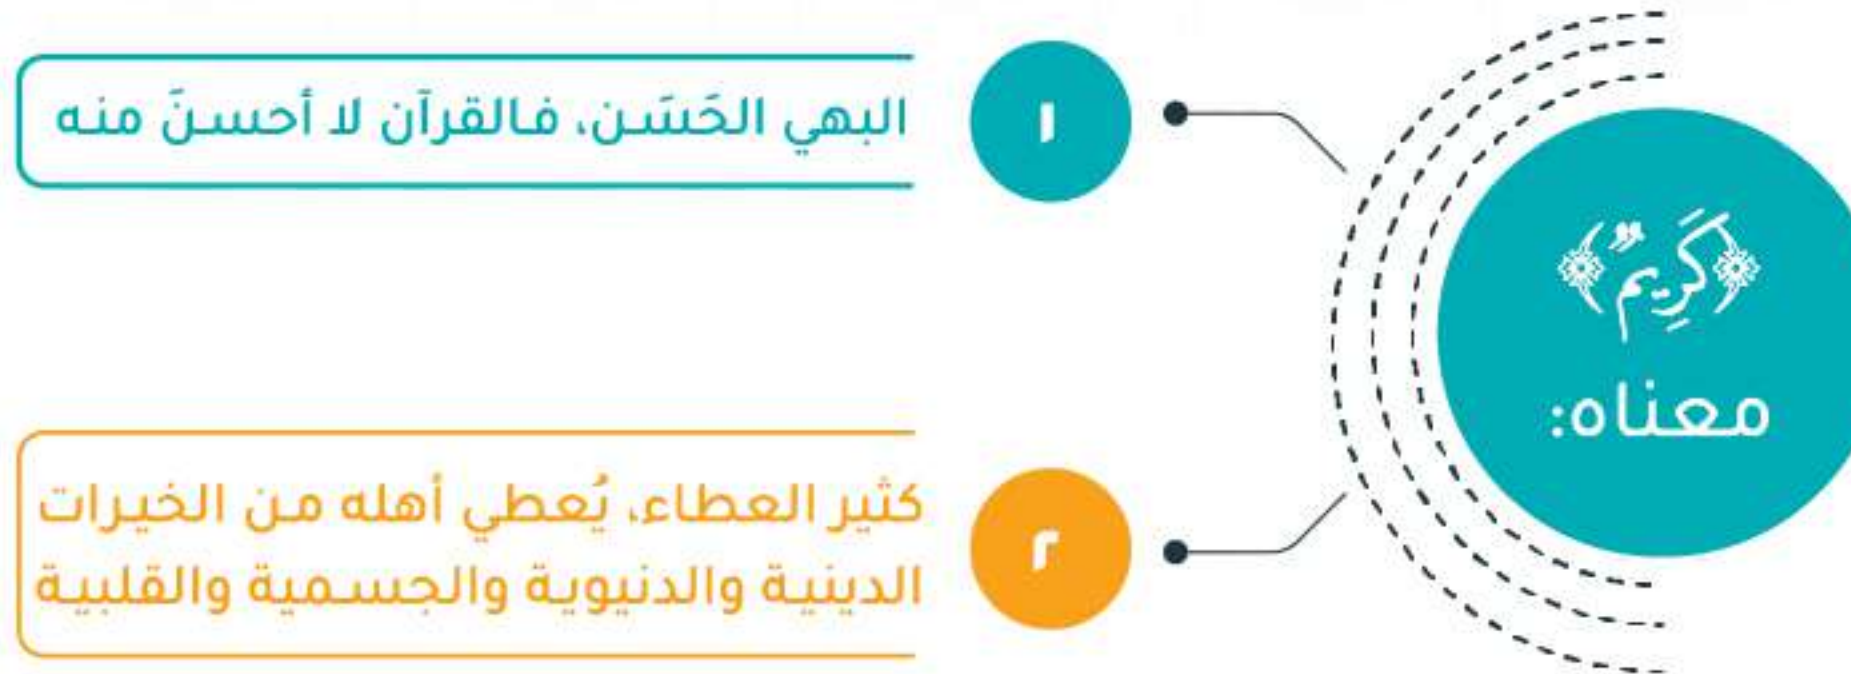 ﴿كَرِيمٌ﴾
معناه:
١
البهي الحَسَن، فالقرآن لا أحسنَ منه
٢
كثير العطاء، يُعطي أهله من الخيرات
الدينية والدنيوية والجسمية والقلبية